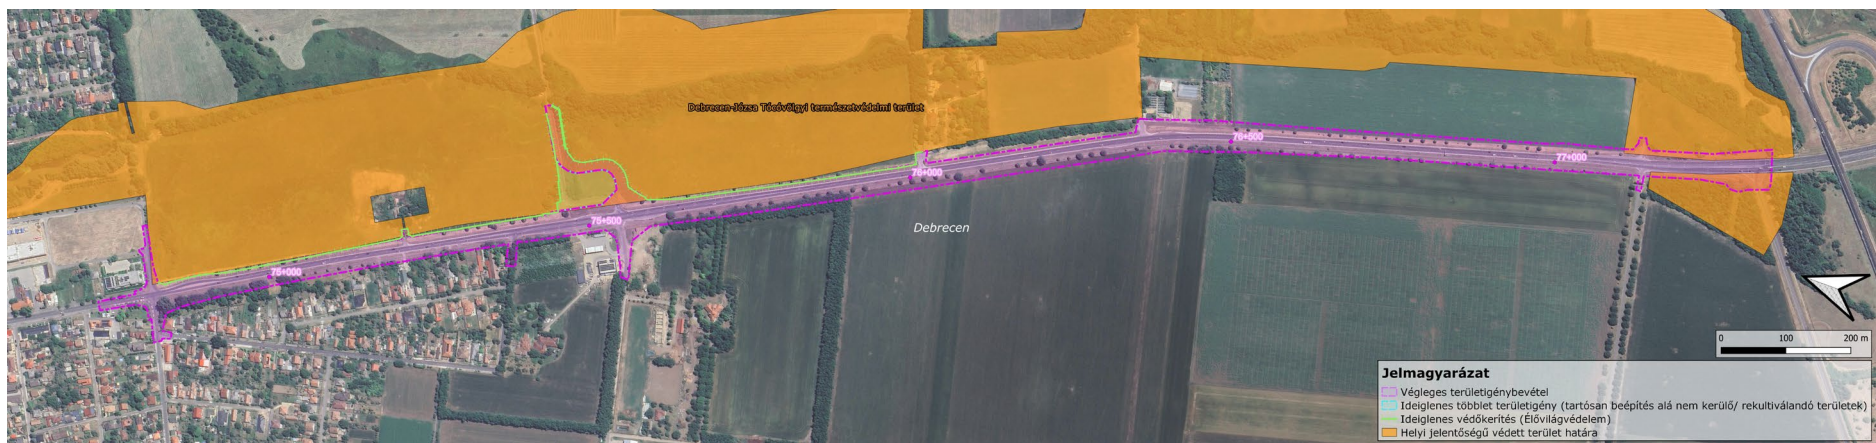 Debrecen-Józsa Tócóvölgyi természetvédelmi terület
76+500
77+000
76+000
75+500
75+000
Debrecen
0 100 200 m
Jelmagyarázat
Végleges területigénybevétel
Ideiglenes többlet területigény (tartósan beépítés alá nem kerülő/ rekultiválandó területek)
Ideiglenes védőkerítés (Élővilágvédelem)
Helyi jelentőségű védett terület határa